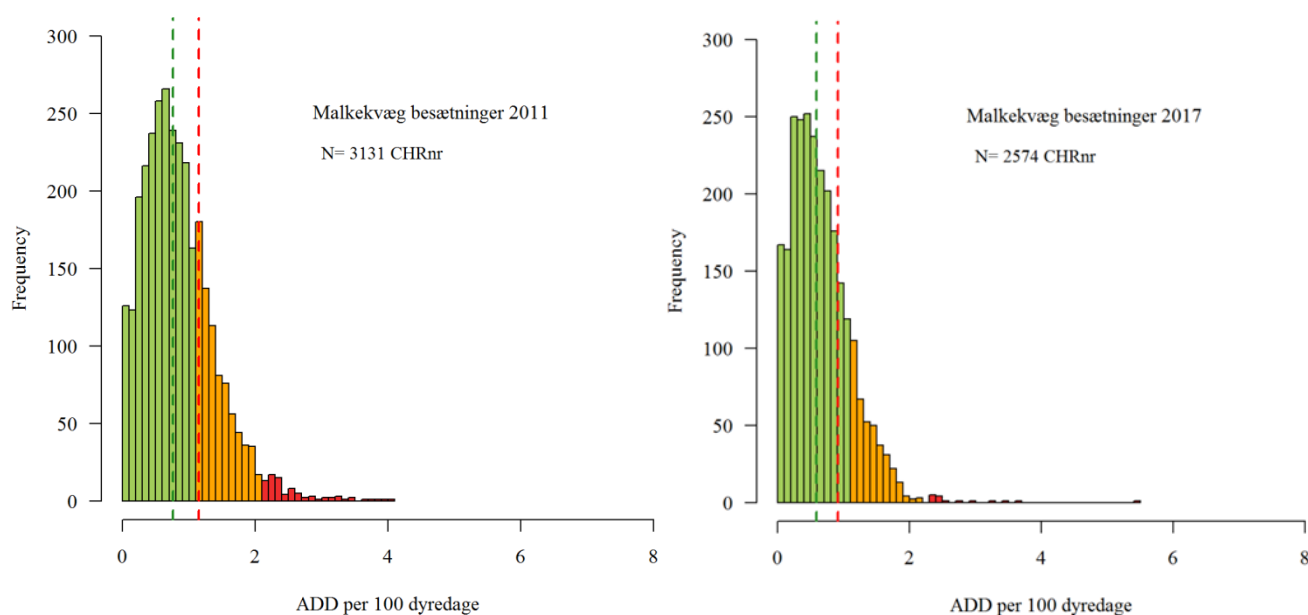 300
250
200
150
100
50
0
Frequency
Malkekvæg besætninger 2011
N= 3131 CHRnr
0 2 4 6 8
ADD per 100 dyredage
300
250
200
150
100
50
0
Frequency
Malkekvæg besætninger 2017
N= 2574 CHRnr
0 2 4 6 8
ADD per 100 dyredage